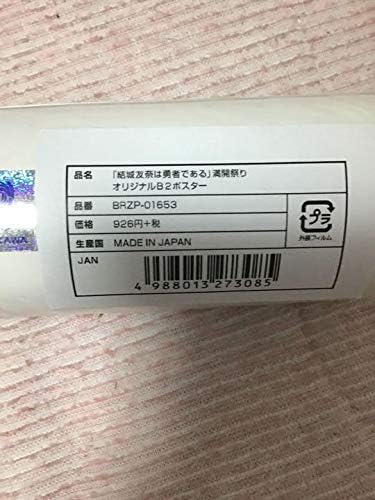 品名 「結城友奈は勇者である」満開祭り
オリジナルB2ポスター
品番 BRZP-01653
価格 926円+税
生産国 MADE IN JAPAN
JAN
4 988013 273085
プラ
外装フィルム